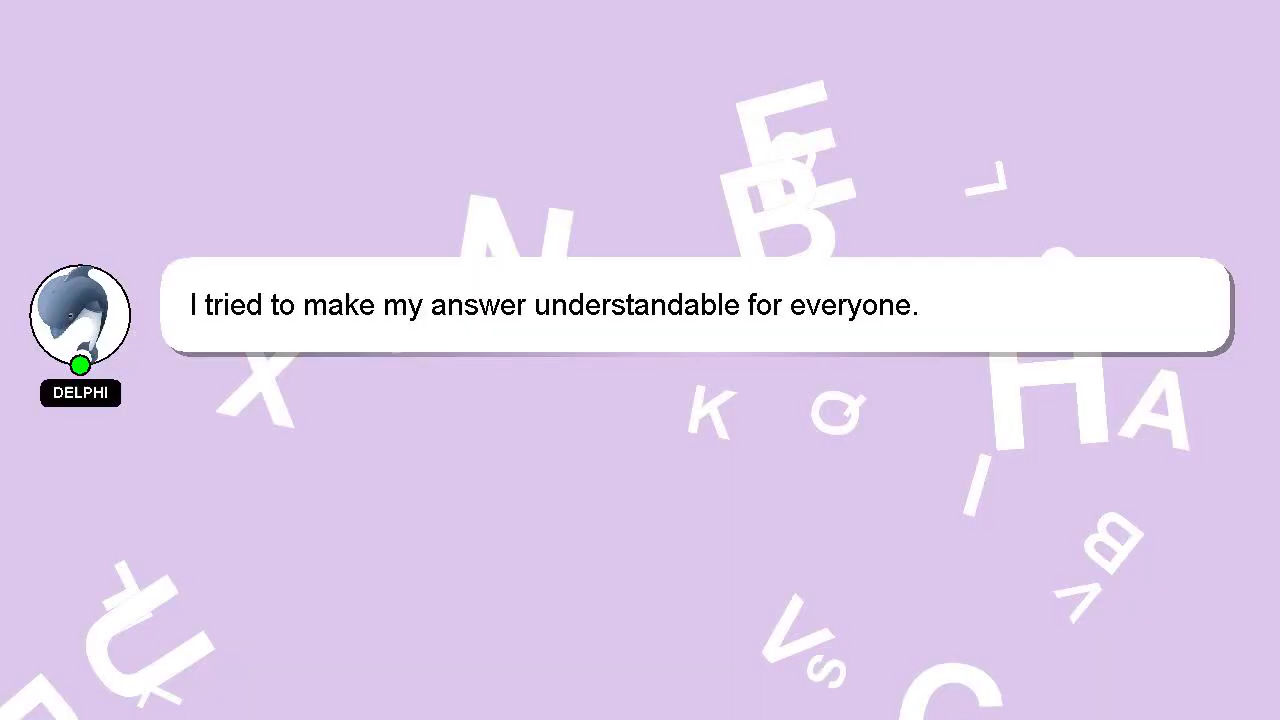 E
B
L
N
I tried to make my answer understandable for everyone.
DELPHI
X
K
Q
H
A
I
B
V
U
V
S
C